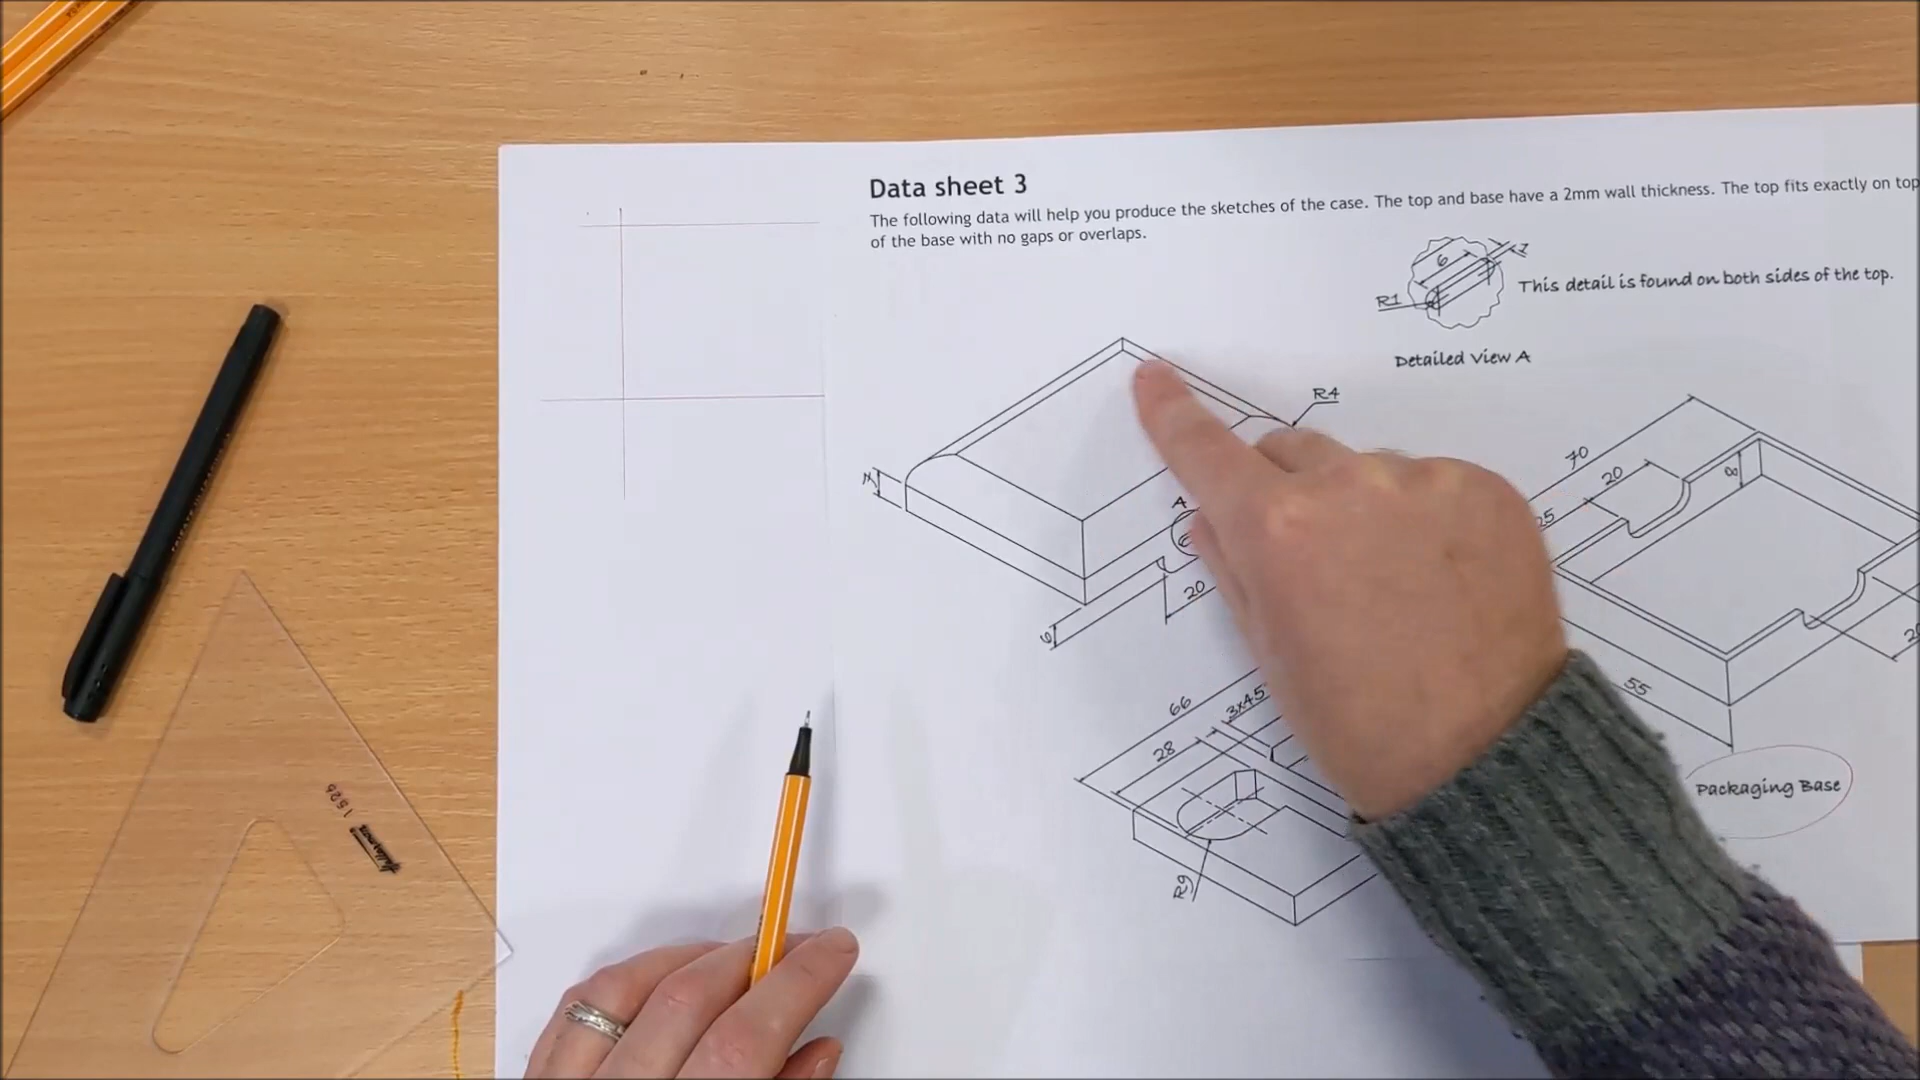 Data sheet 3
The following data will help you produce the sketches of the case. The top and base have a 2mm wall thickness. The top fits exactly on top
of the base with no gaps or overlaps.
6
R1
This detail is found on both sides of the top.
Detailed View A
R4
A
20
6
70
20
25
8
55
66
28
3x45
R9
Packaging Base
1525